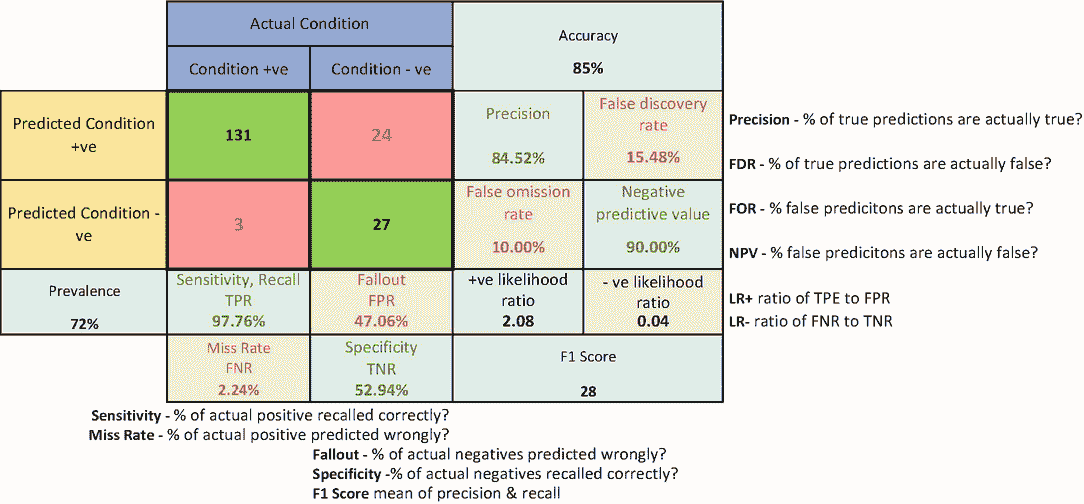 Actual Condition
Accuracy
85%
Condition +ve
Condition - ve
Predicted Condition
+ve
131
24
Precision
84.52%
False discovery
rate
15.48%
Precision - % of true predictions are actually true?
FDR - % of true predictions are actually false?
Predicted Condition -
ve
3
27
False omission
rate
10.00%
Negative
predictive value
90.00%
FOR - % false predicitons are actually true?
NPV - % false predicitons are actually false?
Prevalence
72%
Sensitivity, Recall
TPR
97.76%
Fallout
FPR
47.06%
+ve likelihood
ratio
2.08
- ve likelihood
ratio
0.04
LR+ ratio of TPE to FPR
LR- ratio of FNR to TNR
Miss Rate
FNR
2.24%
Specificity
TNR
52.94%
F1 Score
28
Sensitivity - % of actual positive recalled correctly?
Miss Rate - % of actual positive predicted wrongly?
Fallout - % of actual negatives predicted wrongly?
Specificity -% of actual negatives recalled correctly?
F1 Score mean of precision & recall